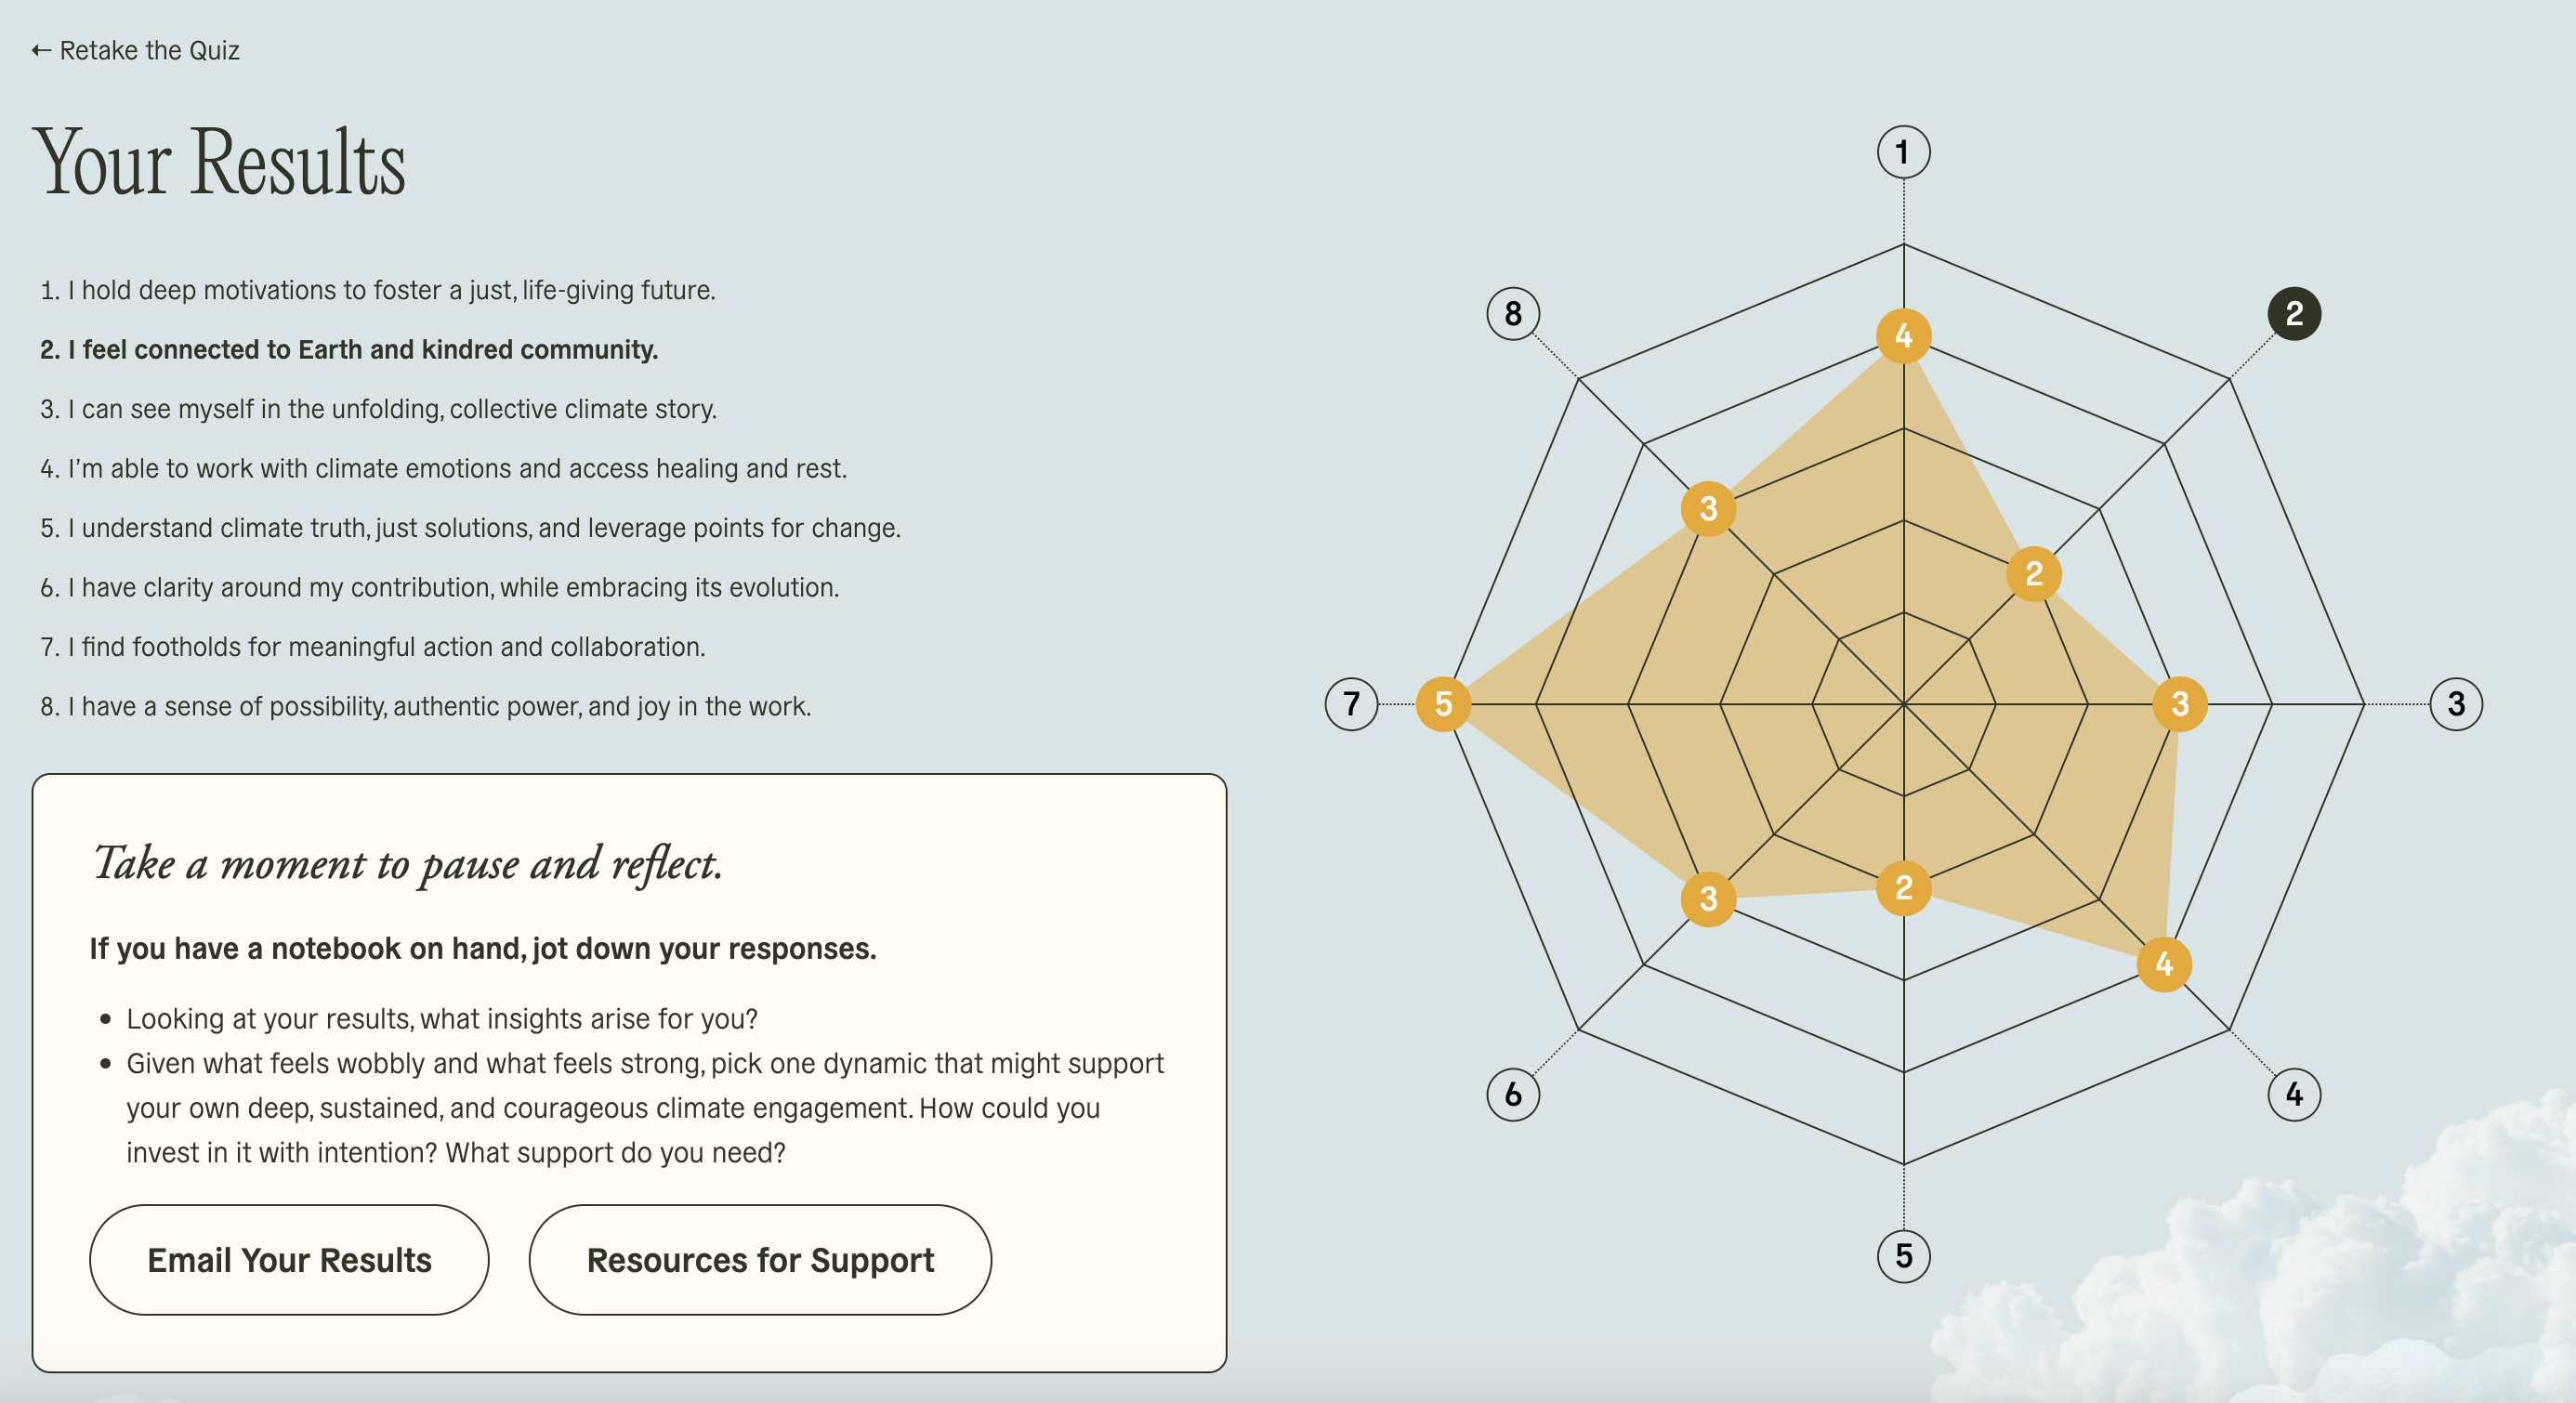 ← Retake the Quiz
Your Results
1. I hold deep motivations to foster a just, life-giving future.
2. I feel connected to Earth and kindred community.
3. I can see myself in the unfolding, collective climate story.
4. I’m able to work with climate emotions and access healing and rest.
5. I understand climate truth, just solutions, and leverage points for change.
6. I have clarity around my contribution, while embracing its evolution.
7. I find footholds for meaningful action and collaboration.
8. I have a sense of possibility, authentic power, and joy in the work.
Take a moment to pause and reflect.
If you have a notebook on hand, jot down your responses.
• Looking at your results, what insights arise for you?
• Given what feels wobbly and what feels strong, pick one dynamic that might support
your own deep, sustained, and courageous climate engagement. How could you
invest in it with intention? What support do you need?
Email Your Results
Resources for Support
1
8
2
4
3
2
7
5
3
3
3
2
4
6
4
5